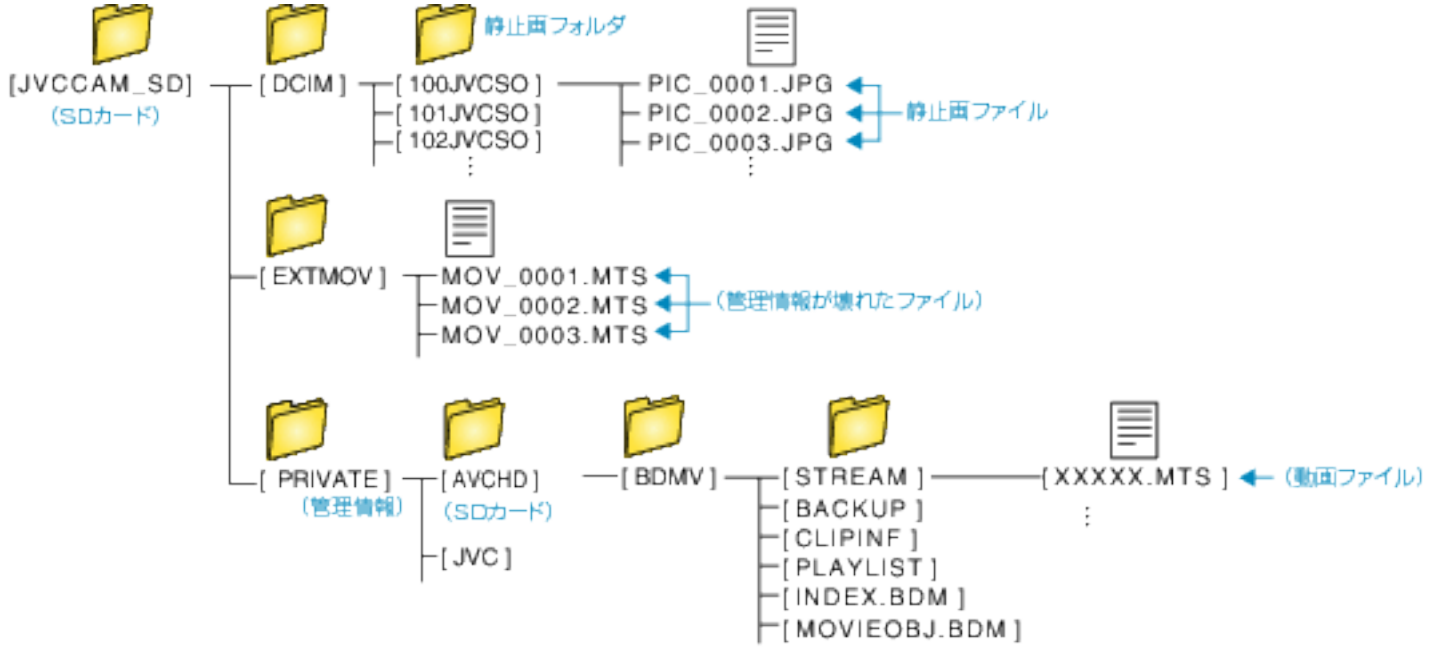 静止画フォルダ
[JVCCAM_SD]
(SDカード)
[DCIM]
[100JVCSO]
[101JVCSO]
[102JVCSO]
PIC_0001.JPG
PIC_0002.JPG
PIC_0003.JPG
静止画ファイル
[EXTMOV]
MOV_0001.MTS
MOV_0002.MTS
MOV_0003.MTS
(管理情報が壊れたファイル)
[PRIVATE]
(管理情報)
[AVCHD]
(SDカード)
[JVC]
[BDMV]
[STREAM]
[BACKUP]
[CLIPINF]
[PLAYLIST]
[INDEX.BDM]
[MOVIEOBJ.BDM]
[XXXXX.MTS]
(動画ファイル)